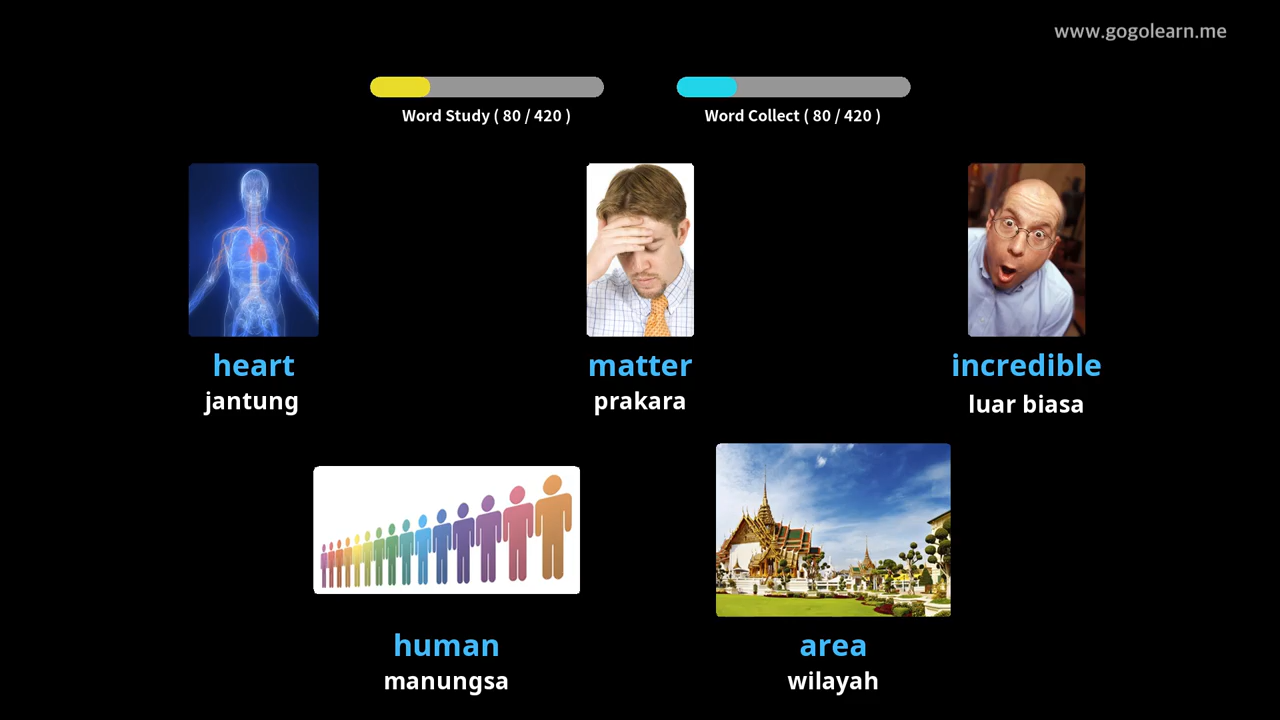 www.gogolearn.me
Word Study ( 80 / 420 )
Word Collect ( 80 / 420 )
heart
jantung
matter
prakara
incredible
luar biasa
human
manungsa
area
wilayah